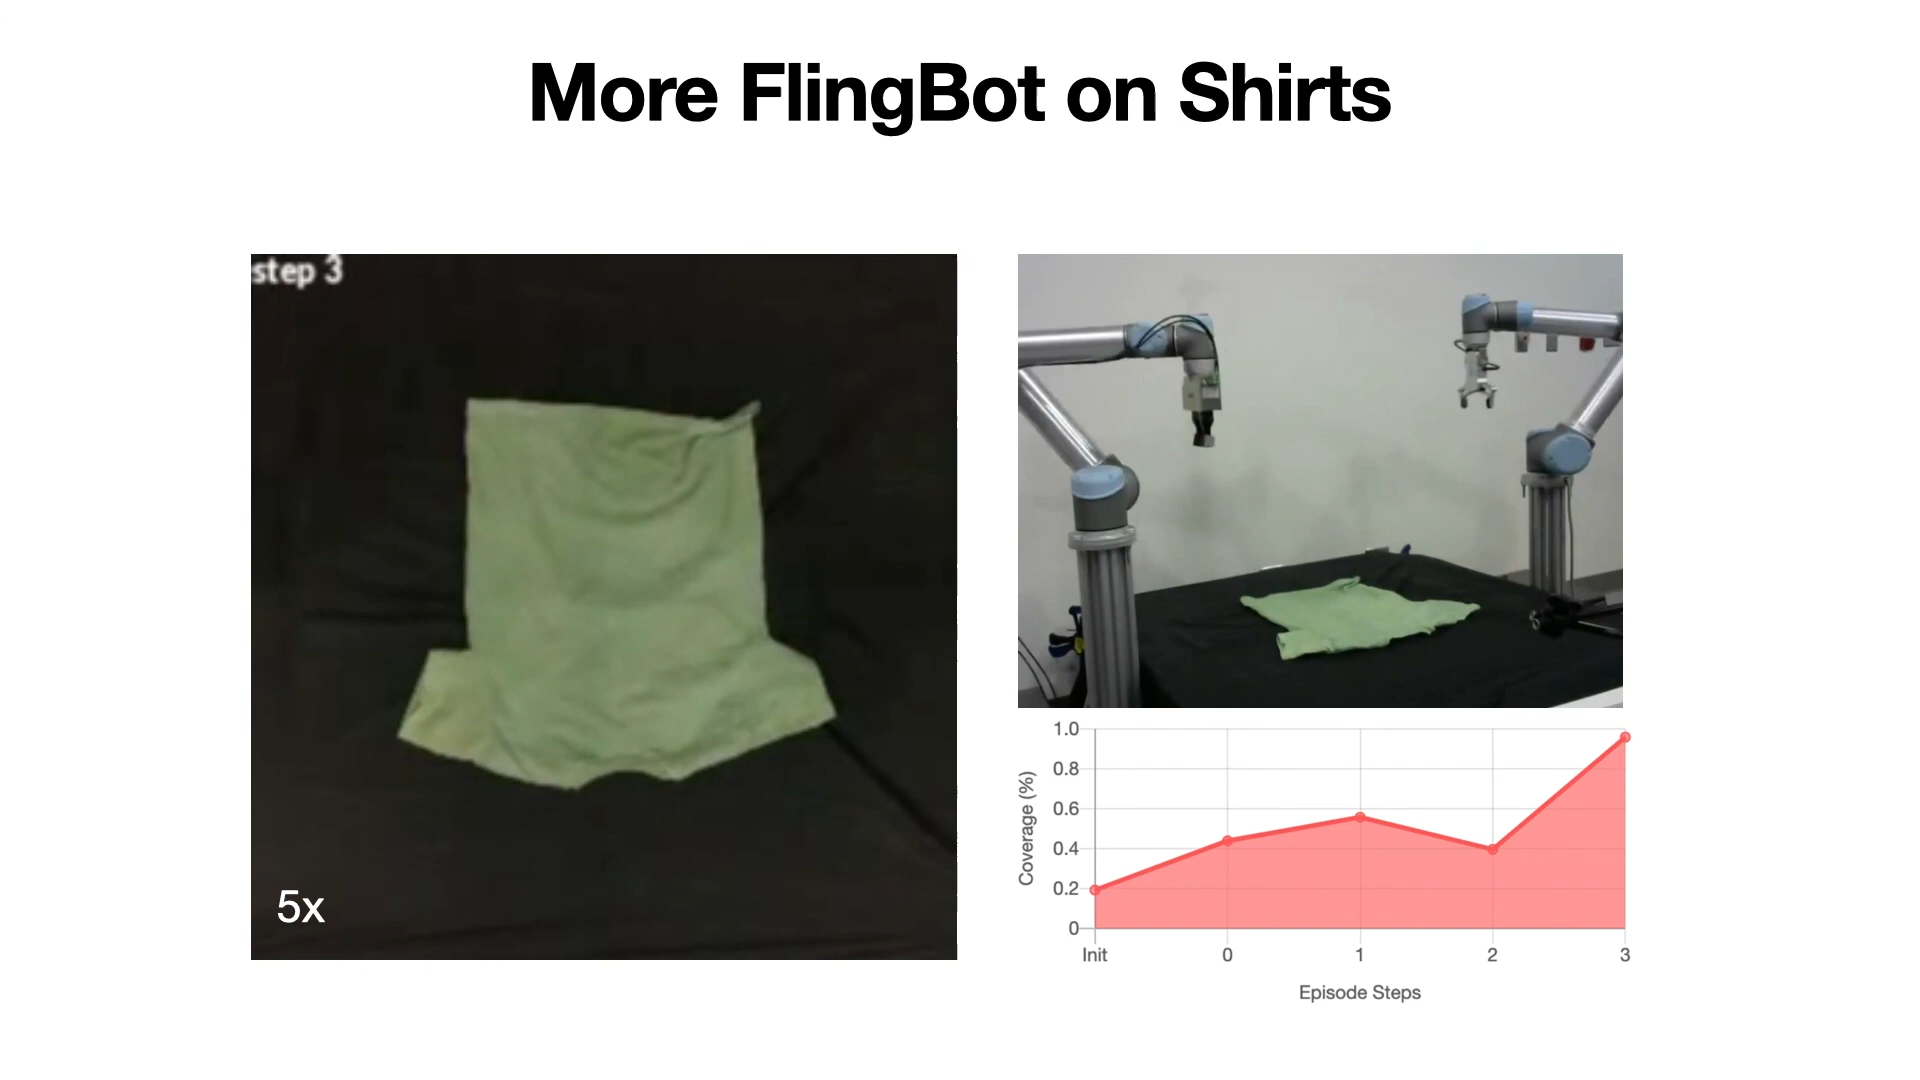 More FlingBot on Shirts
step 3
5x
Coverage (%)
1.0
0.8
0.6
0.4
0.2
0
Init 0 1 2 3
Episode Steps